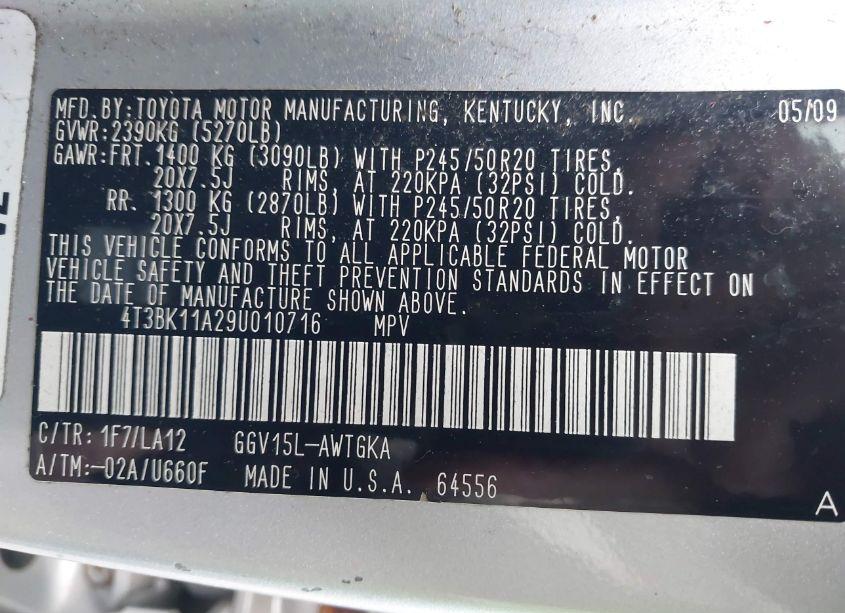 MFD.BY:TOYOTA MOTOR MANUFACTURING, KENTUCKY, INC 05/09
GVWR:2390KG (5270LB)
GAWR:FRT.1400 KG (3090LB) WITH P245/50R20 TIRES,
20X7.5J RIMS, AT 220KPA (32PSI) COLD.
RR. 1300 KG (2870LB) WITH P245/50R20 TIRES,
20X7.5J RIMS, AT 220KPA (32PSI) COLD.
THIS VEHICLE CONFORMS TO ALL APPLICABLE FEDERAL MOTOR
VEHICLE SAFETY AND THEFT PREVENTION STANDARDS IN EFFECT ON
THE DATE OF MANUFACTURE SHOWN ABOVE.
4T3BK11A29U010716 MPV
C/TR: 1F7/LA12 GGV15L-AWTGKA
A/TM:-02A/U660F MADE IN U.S.A. 64556
A